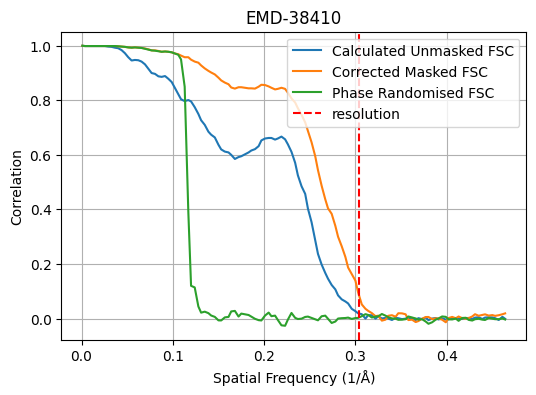 EMD-38410
Calculated Unmasked FSC
Corrected Masked FSC
Phase Randomised FSC
resolution
Correlation
1.0
0.8
0.6
0.4
0.2
0.0
0.0 0.1 0.2 0.3 0.4
Spatial Frequency (1/Å)